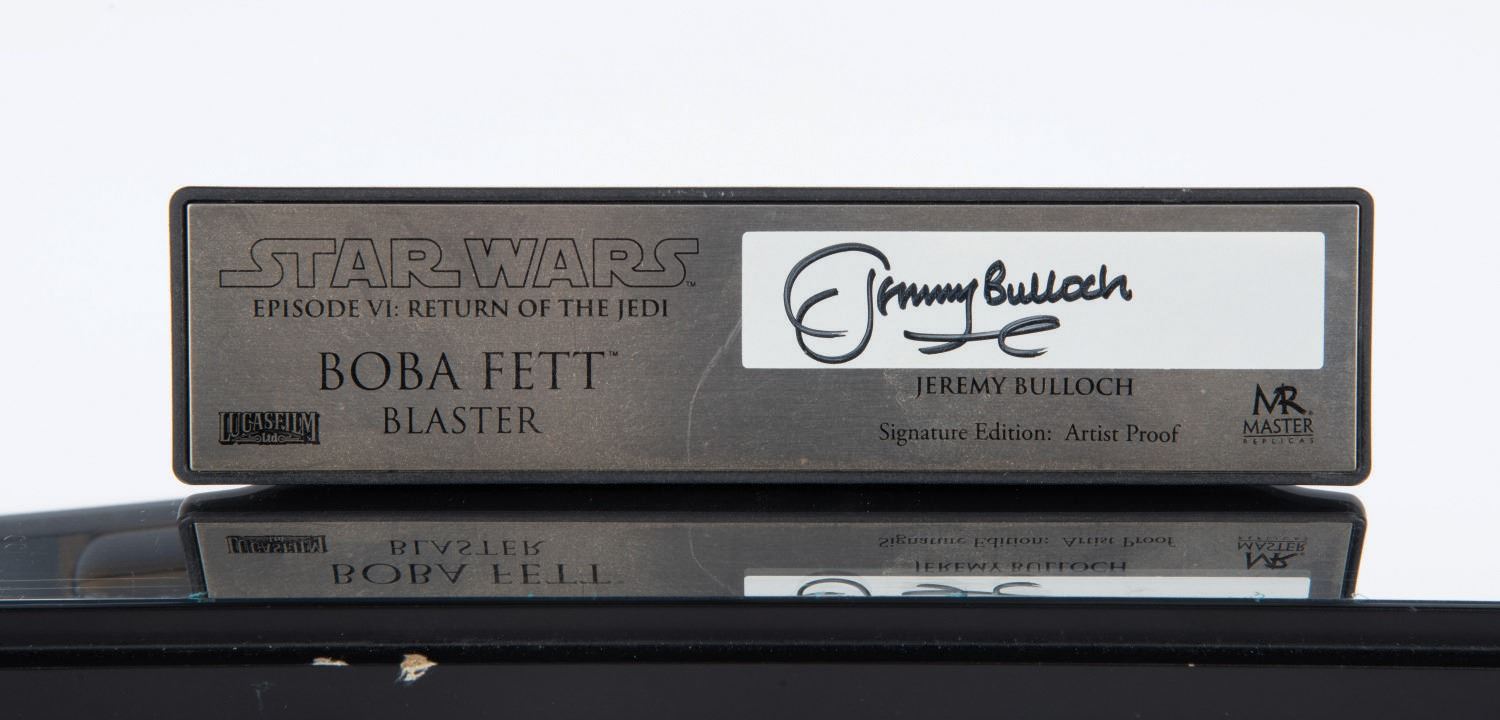 STAR WARS™
EPISODE VI: RETURN OF THE JEDI
BOBA FETT™
BLASTER
LUCASFILM
Ltd
Jeremy Bulloch
JEREMY BULLOCH
Signature Edition: Artist Proof
MR®
MASTER
REPLICAS